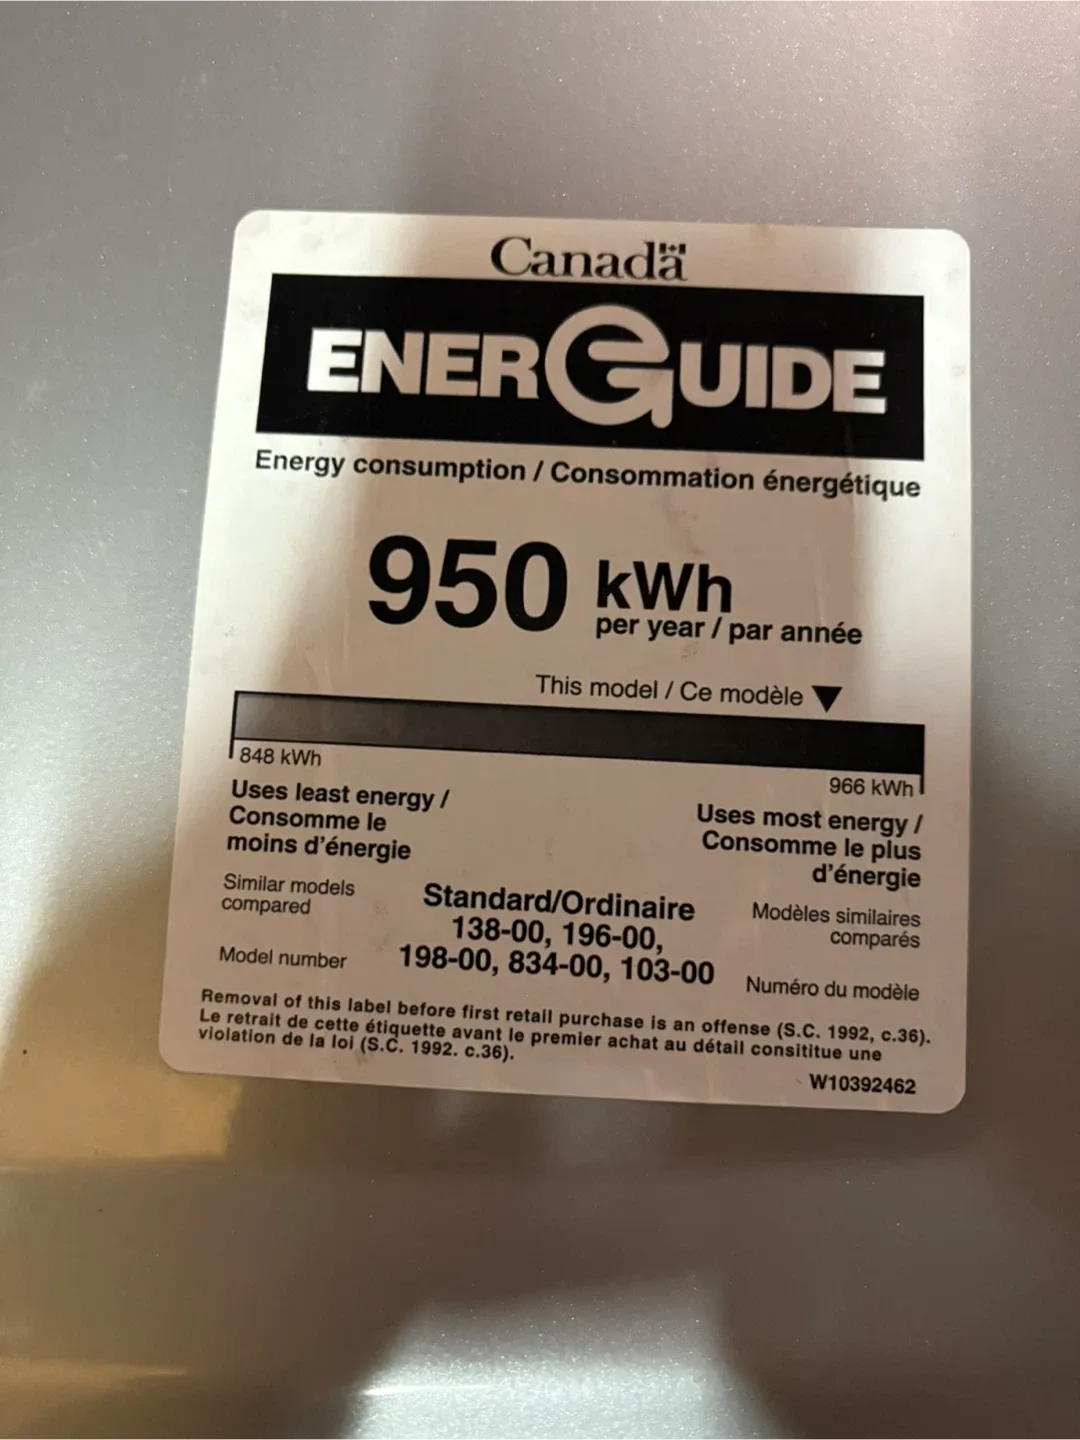 Canada
ENERGUIDE
Energy consumption / Consommation énergétique
950 kWh
per year / par année
This model / Ce modèle ▼
848 kWh
966 kWh
Uses least energy /
Consomme le
moins d'énergie
Uses most energy /
Consomme le plus
d'énergie
Similar models
compared
Standard/Ordinaire
138-00, 196-00,
198-00, 834-00, 103-00
Modèles similaires
comparés
Model number
Numéro du modèle
Removal of this label before first retail purchase is an offense (S.C. 1992, c.36).
Le retrait de cette étiquette avant le premier achat au détail consititue une
violation de la loi (S.C. 1992. c.36).
W10392462